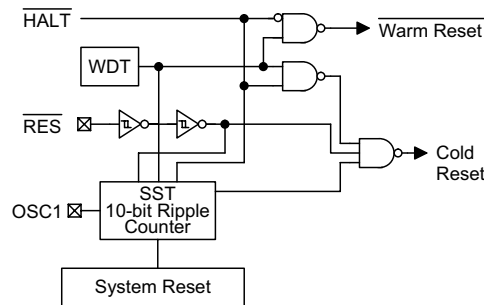 HALT
Warm Reset
WDT
RES
Cold
Reset
SST
10-bit Ripple
Counter
OSC1
System Reset